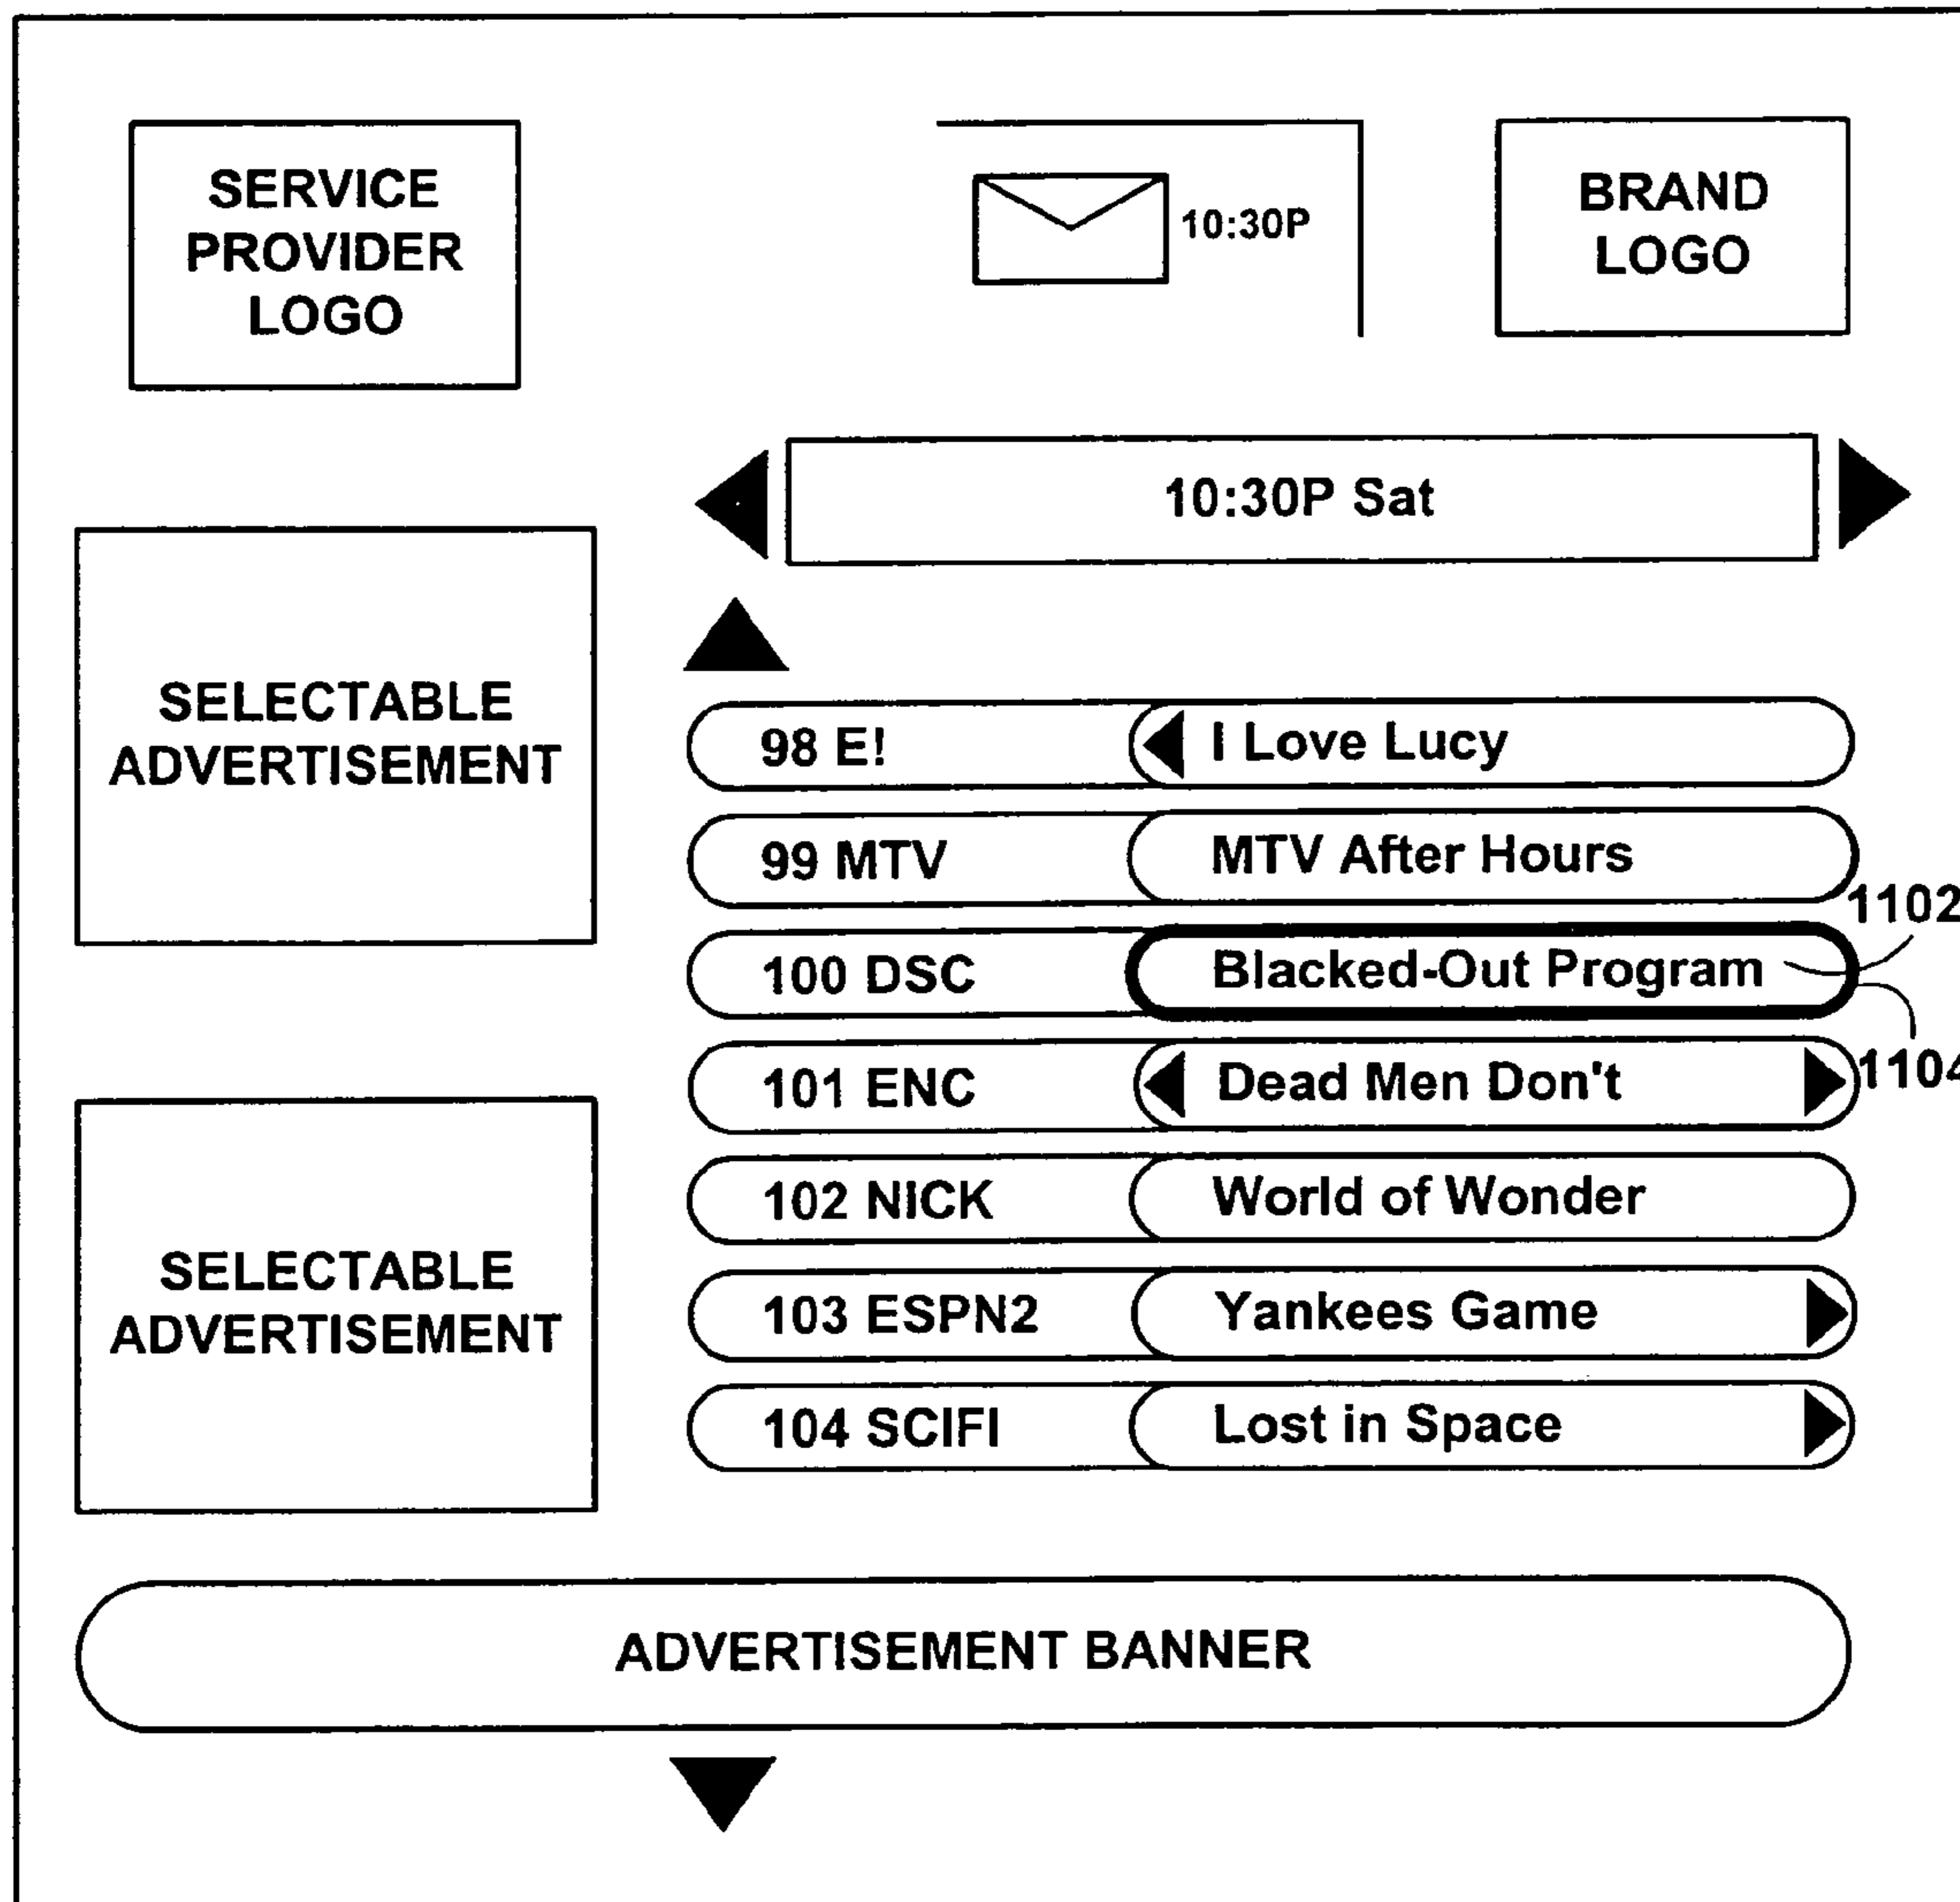 SERVICE
PROVIDER
LOGO
10:30P
BRAND
LOGO
10:30P Sat
SELECTABLE
ADVERTISEMENT
98 E! I Love Lucy
99 MTV MTV After Hours
1102
100 DSC Blacked-Out Program
101 ENC Dead Men Don't
1104
102 NICK World of Wonder
SELECTABLE
ADVERTISEMENT
103 ESPN2 Yankees Game
104 SCIFI Lost in Space
ADVERTISEMENT BANNER